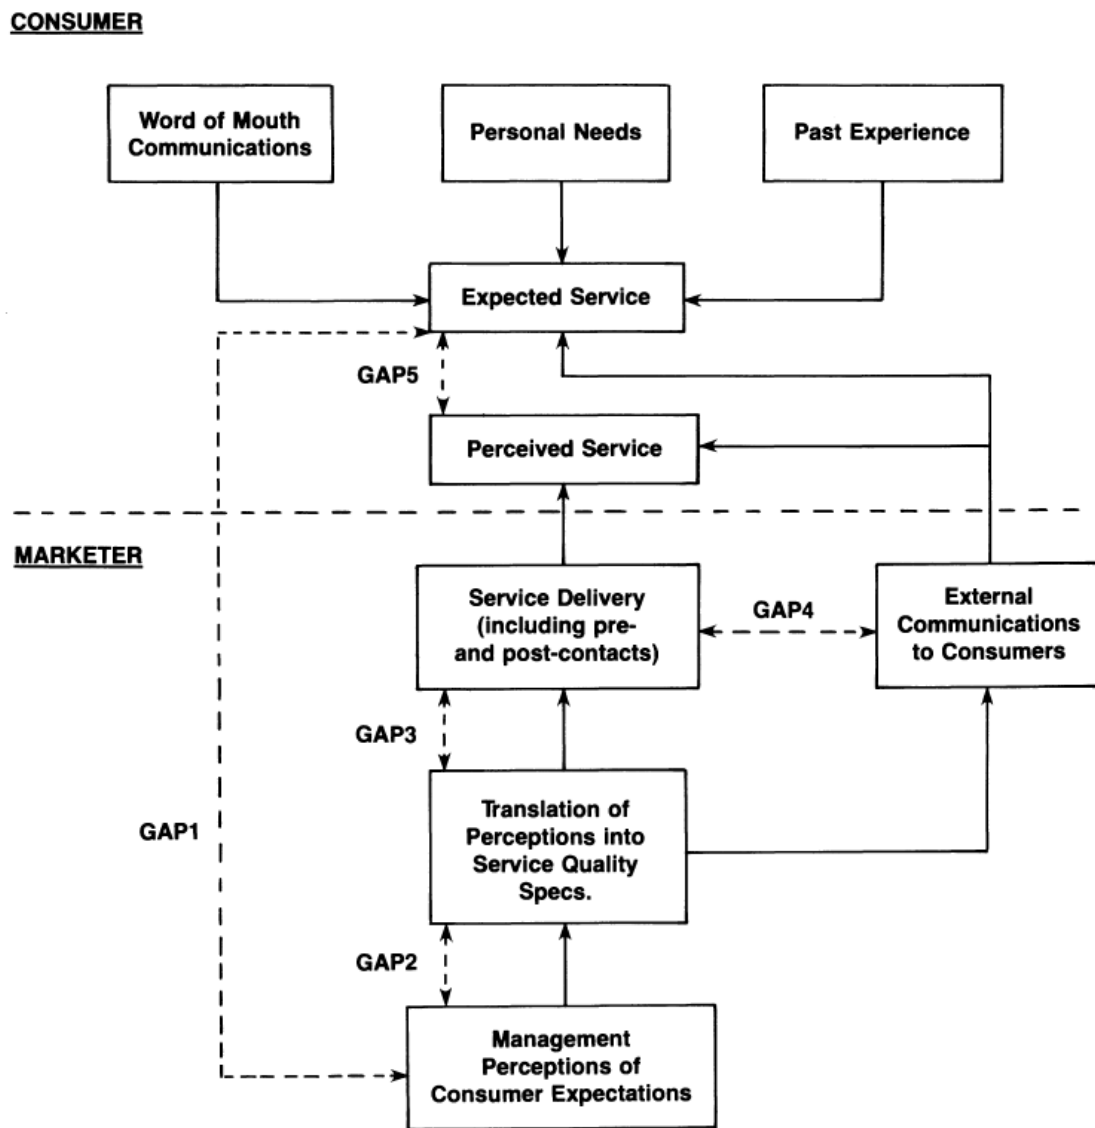 CONSUMER
Word of Mouth
Communications
Personal Needs
Past Experience
Expected Service
GAP5
Perceived Service
MARKETER
Service Delivery
(including pre-
and post-contacts)
GAP4
External
Communications
to Consumers
GAP3
Translation of
Perceptions into
Service Quality
Specs.
GAP1
GAP2
Management
Perceptions of
Consumer Expectations